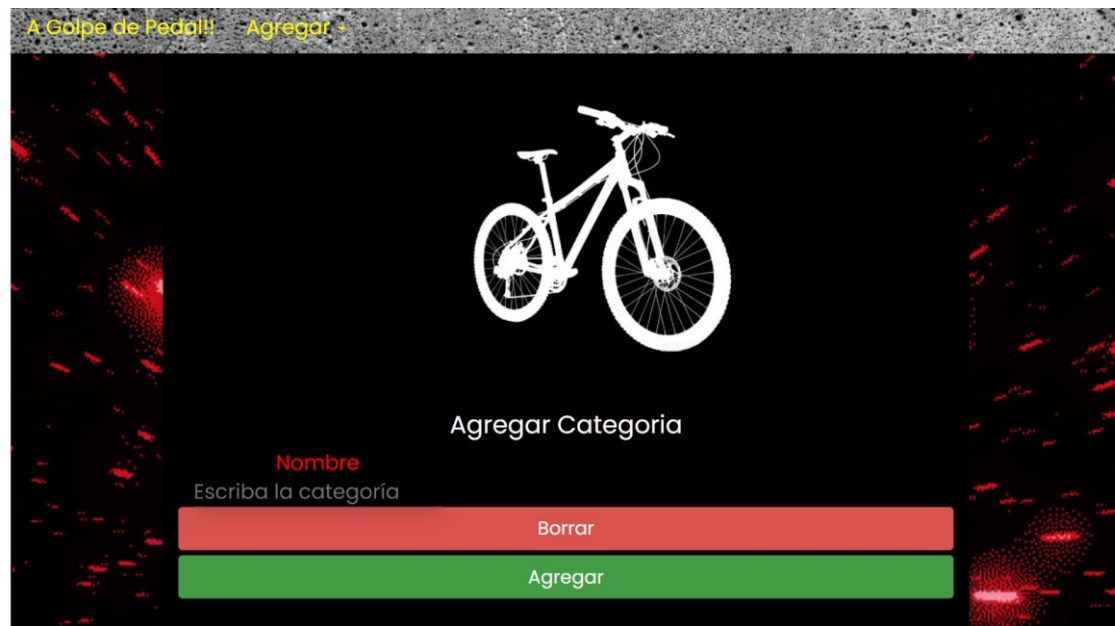 A Golpe de Pedal!! Agregar
Agregar Categoria
Nombre
Escriba la categoría
Borrar
Agregar